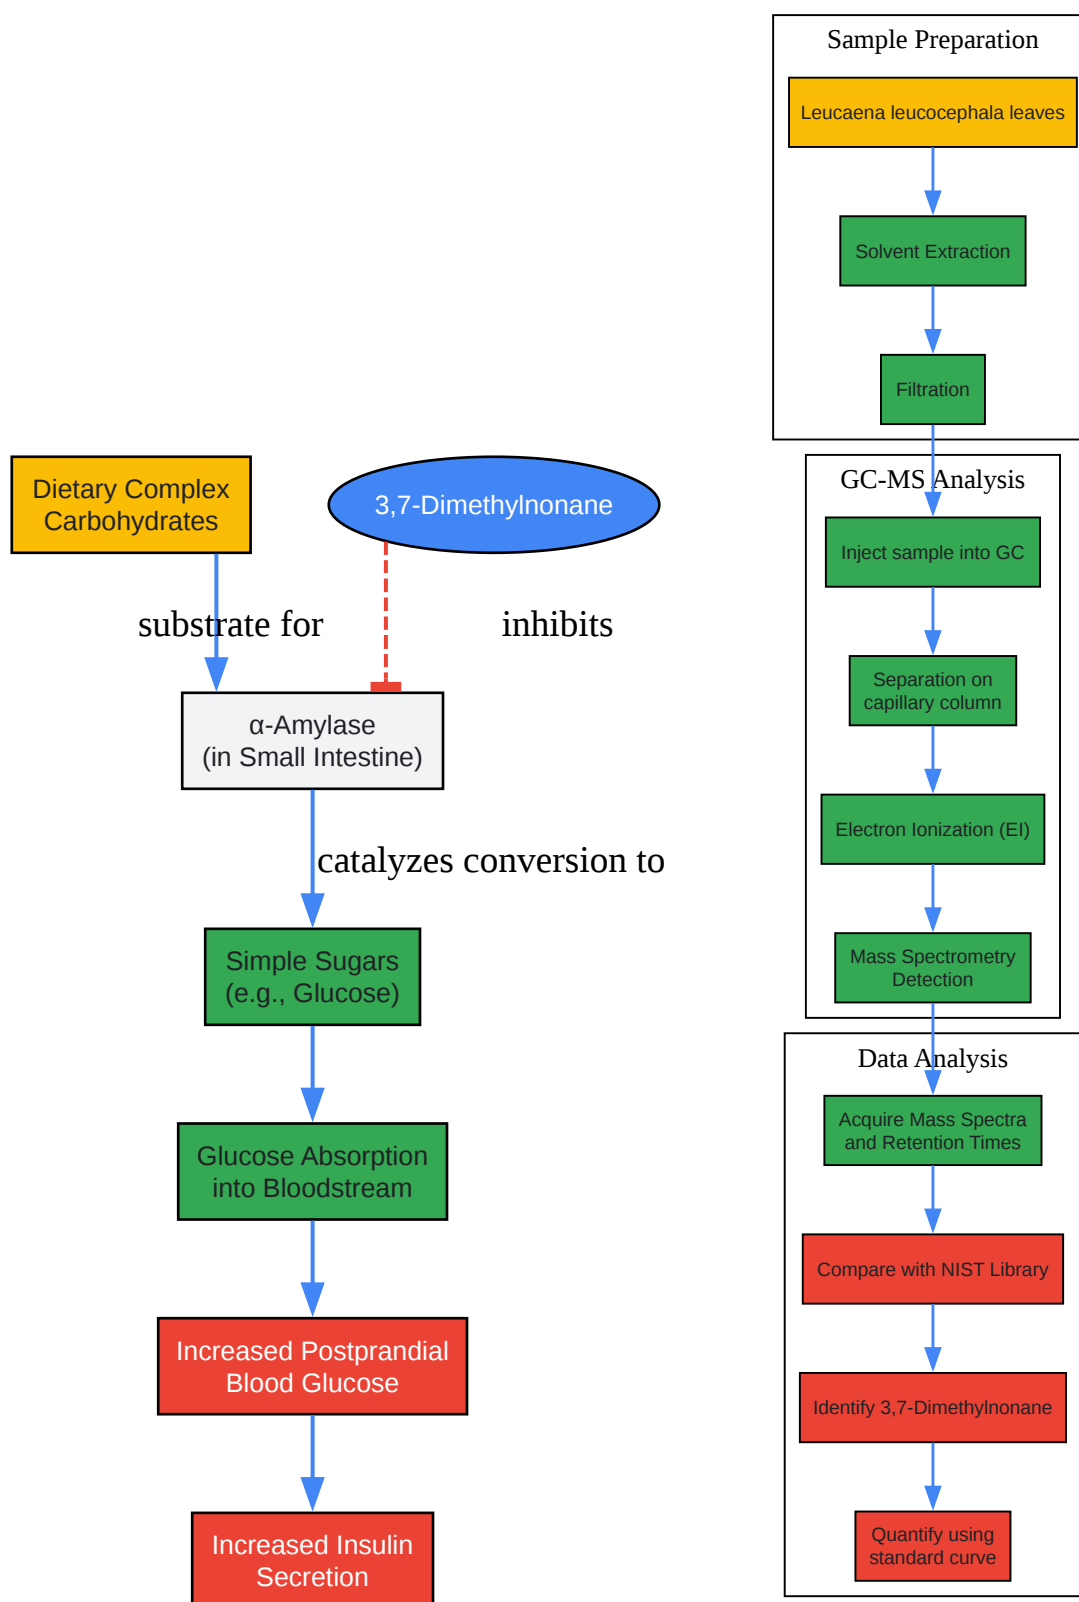 Dietary Complex
Carbohydrates
3,7-Dimethylnonane
substrate for
inhibits
α-Amylase
(in Small Intestine)
catalyzes conversion to
Simple Sugars
(e.g., Glucose)
Glucose Absorption
into Bloodstream
Increased Postprandial
Blood Glucose
Increased Insulin
Secretion
Sample Preparation
Leucaena leucocephala leaves
Solvent Extraction
Filtration
GC-MS Analysis
Inject sample into GC
Separation on
capillary column
Electron Ionization (EI)
Mass Spectrometry
Detection
Data Analysis
Acquire Mass Spectra
and Retention Times
Compare with NIST Library
Identify 3,7-Dimethylnonane
Quantify using
standard curve